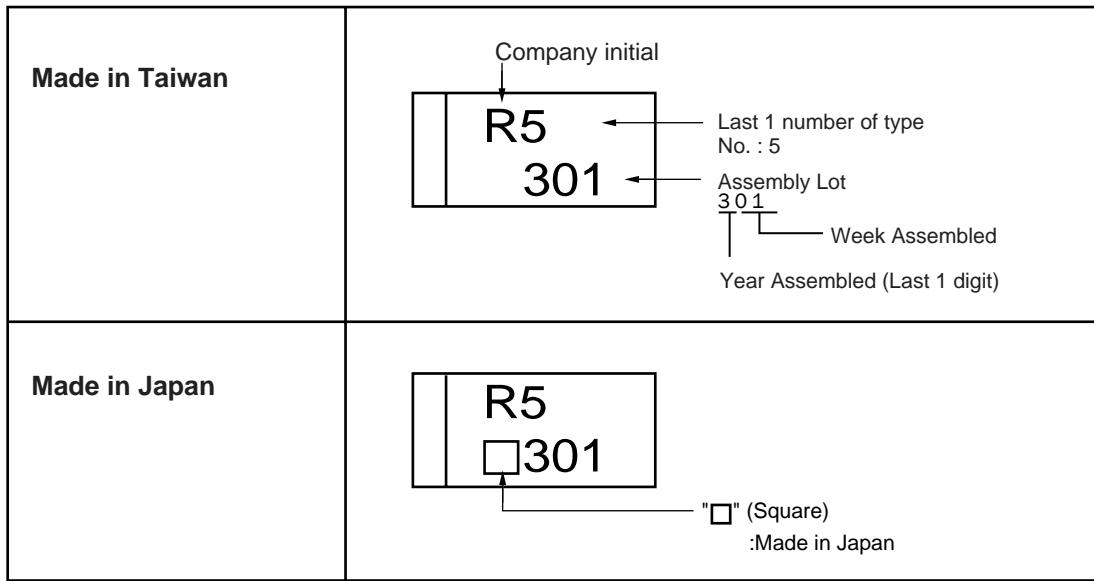 Made in Taiwan
Company initial
R5
301
Last 1 number of type
No. : 5
Assembly Lot
301
Week Assembled
Year Assembled (Last 1 digit)
Made in Japan
R5
□301
"□" (Square)
:Made in Japan